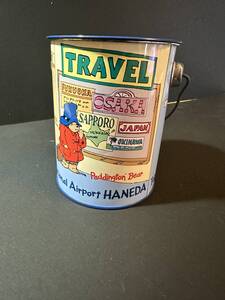 TRAVEL
FUKUOKA
OSAKA
SAPPORO
JAPAN
OKINAWA
Paddington Bear
Airport HANEDA